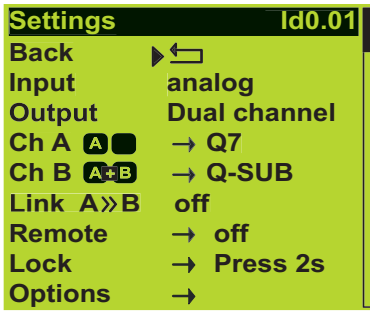 Settings Id0.01
Back
Input analog
Output Dual channel
Ch A A → Q7
Ch B A+B → Q-SUB
Link A»B off
Remote → off
Lock → Press 2s
Options →